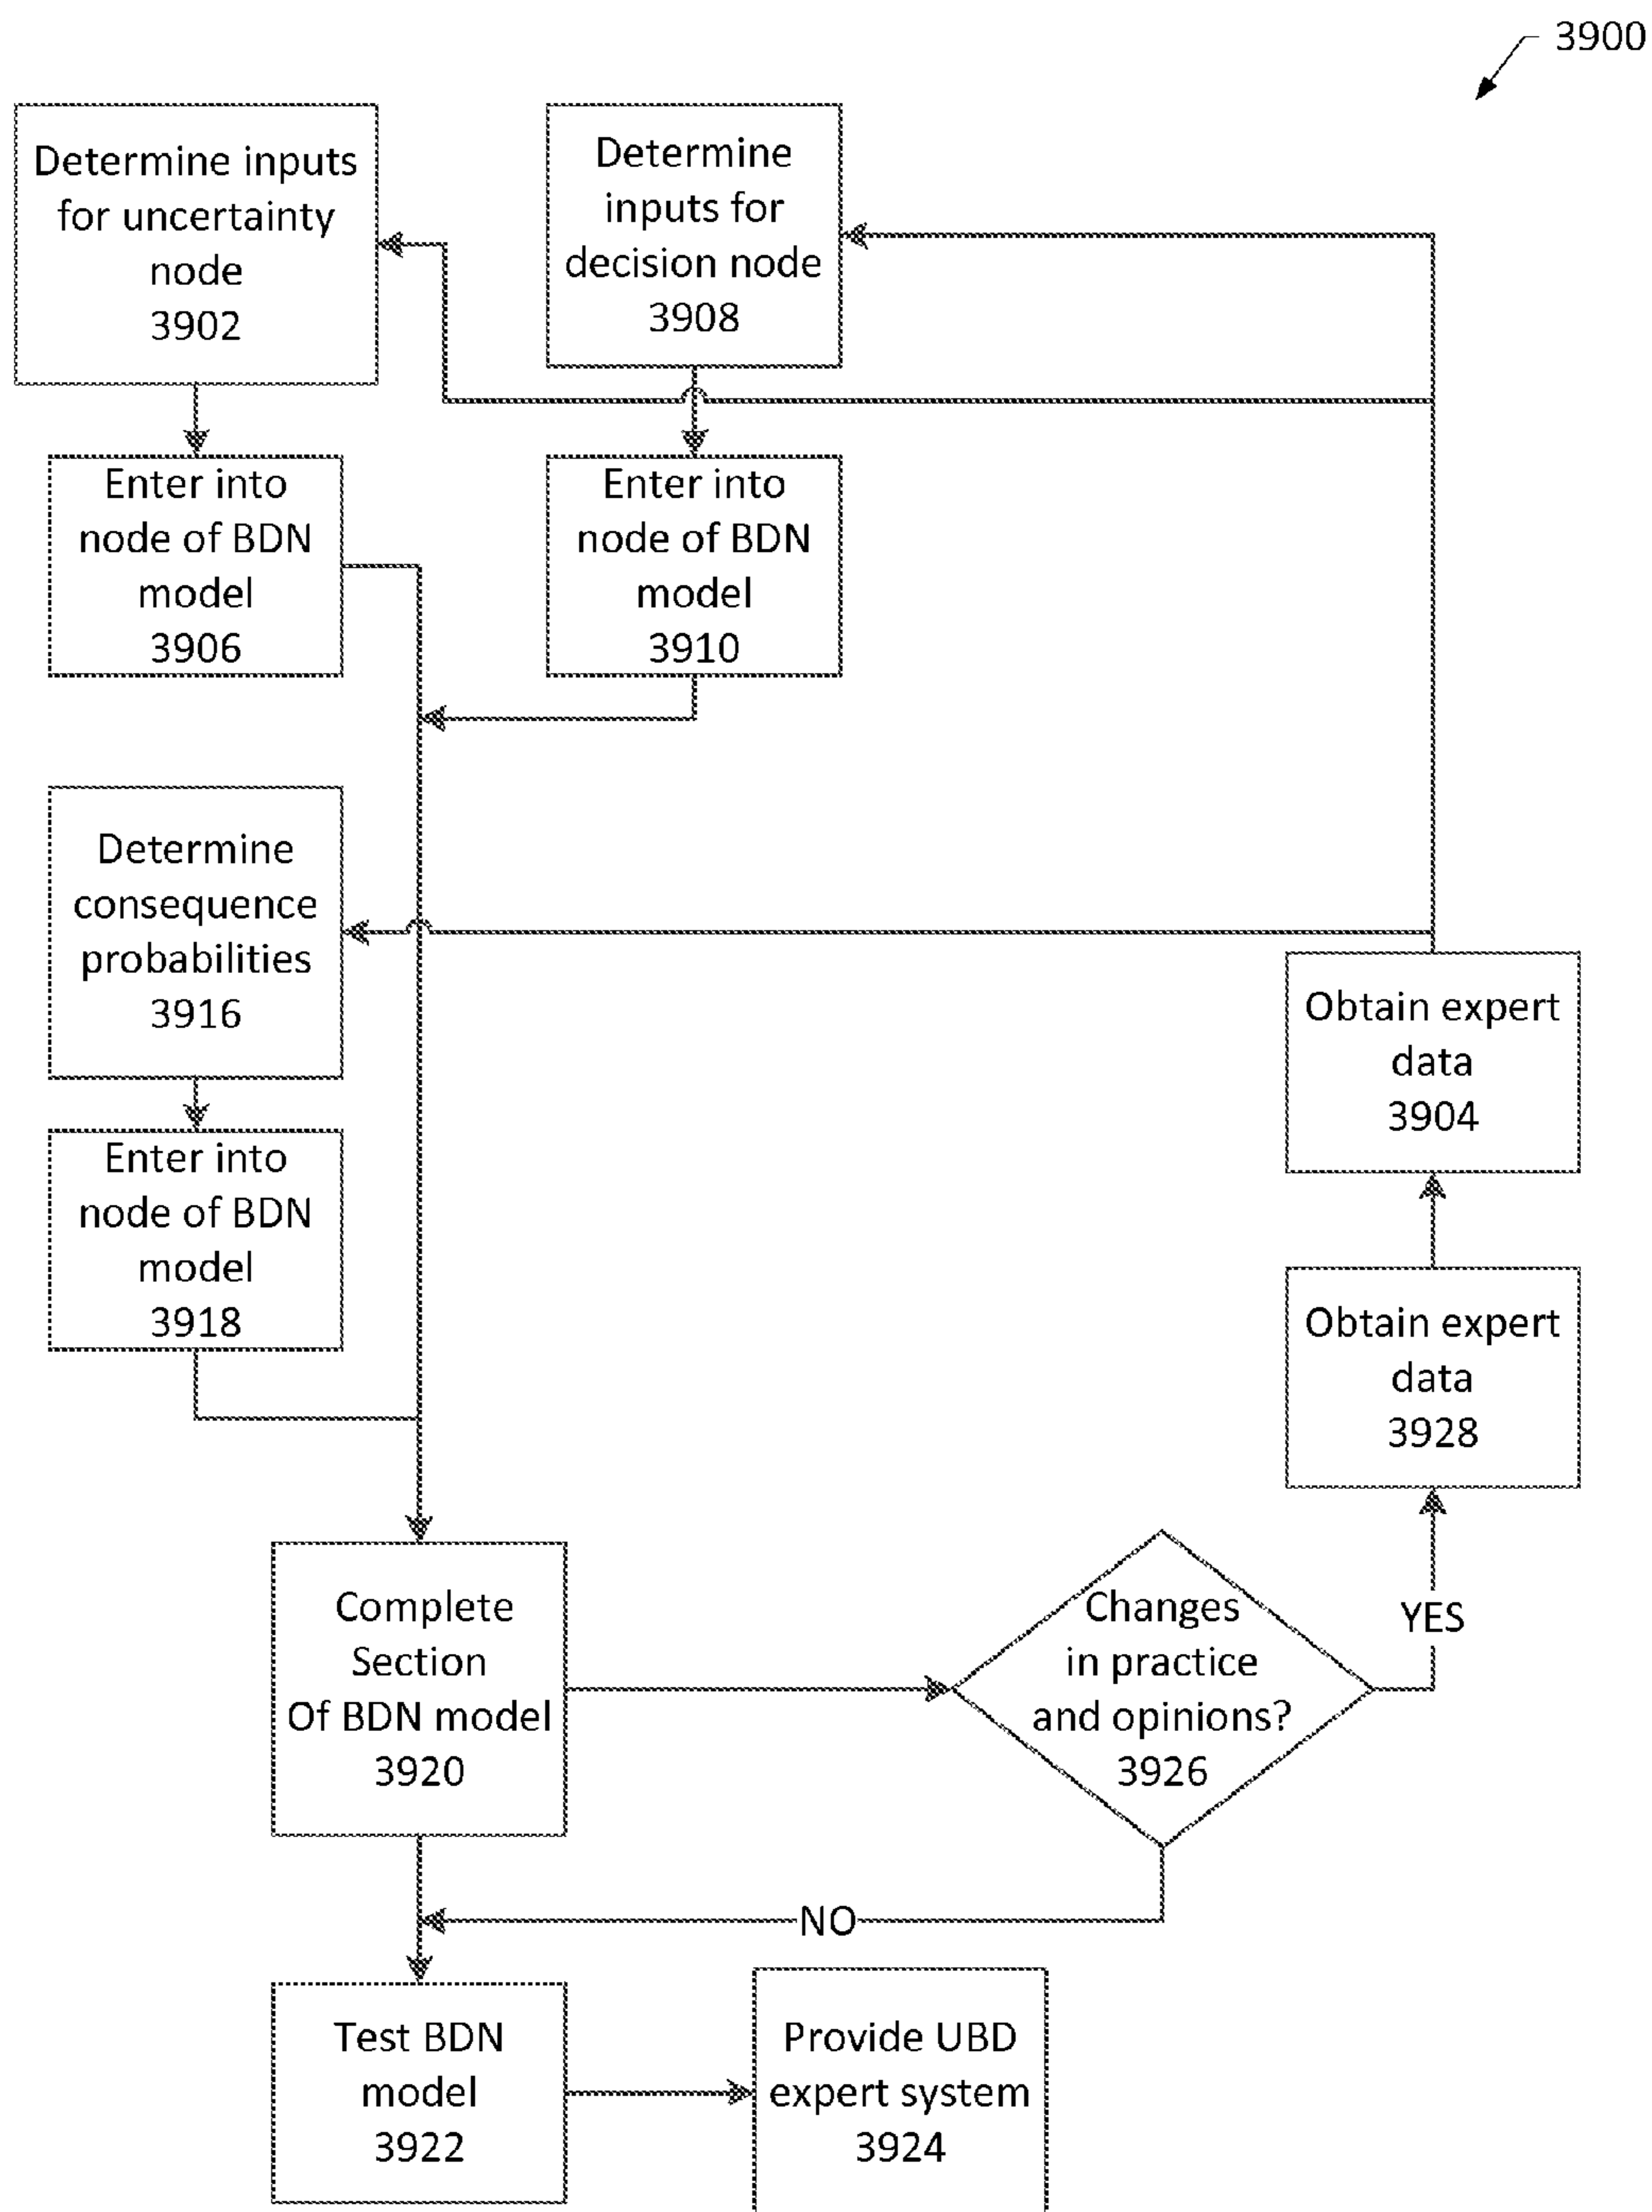 3900
Determine inputs
for uncertainty
node
3902
Determine
inputs for
decision node
3908
Enter into
node of BDN
model
3906
Enter into
node of BDN
model
3910
Determine
consequence
probabilities
3916
Obtain expert
data
3904
Enter into
node of BDN
model
3918
Obtain expert
data
3928
Complete
Section
Of BDN model
3920
Changes
in practice
and opinions?
3926
YES
NO
Test BDN
model
3922
Provide UBD
expert system
3924